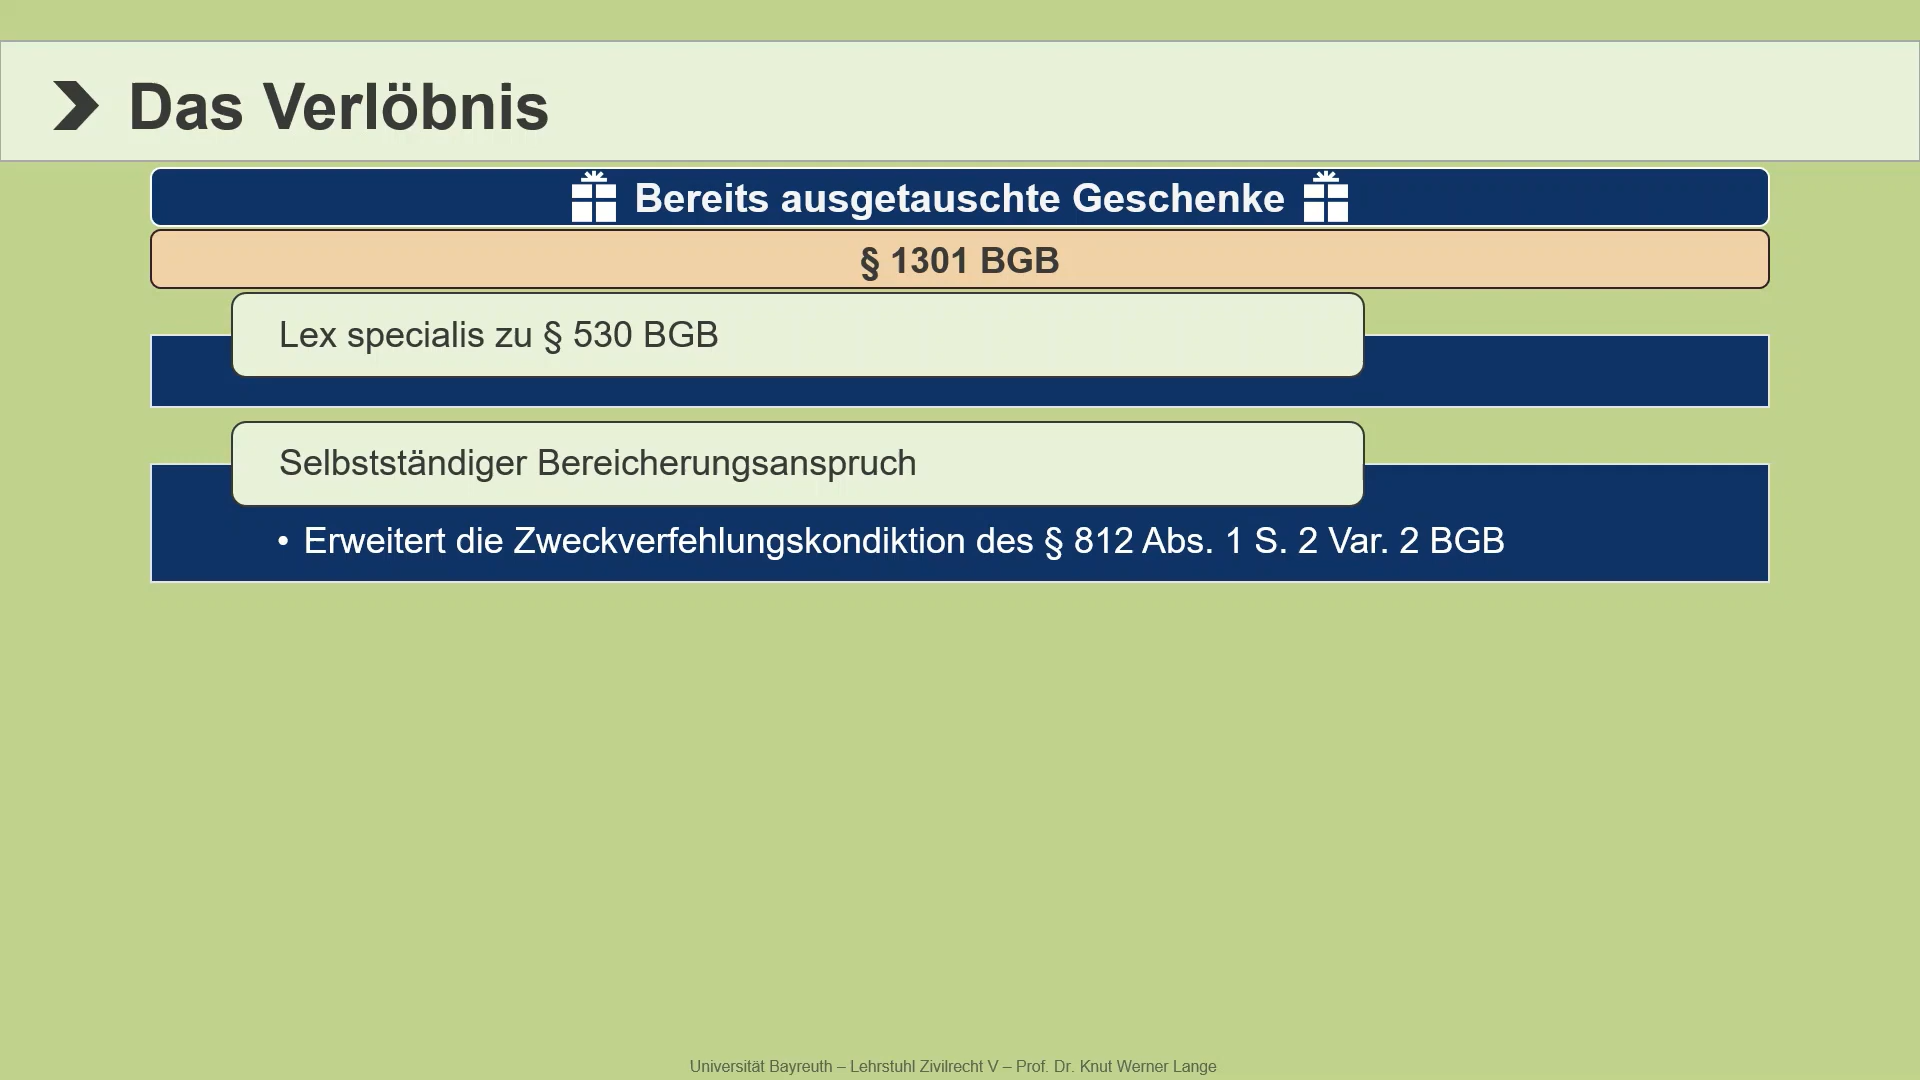 Das Verlöbnis
Bereits ausgetauschte Geschenke
§ 1301 BGB
Lex specialis zu § 530 BGB
Selbstständiger Bereicherungsanspruch
• Erweitert die Zweckverfehlungskondiktion des § 812 Abs. 1 S. 2 Var. 2 BGB
Universität Bayreuth – Lehrstuhl Zivilrecht V – Prof. Dr. Knut Werner Lange